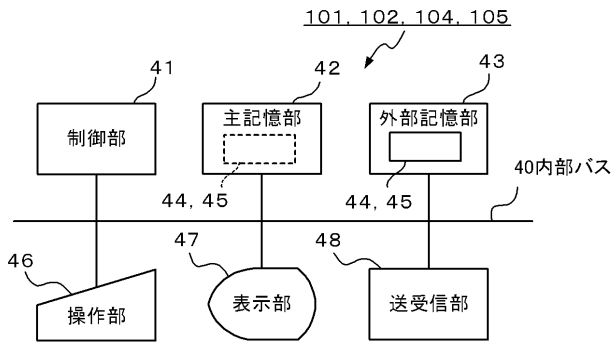 101, 102, 104, 105
41
42
43
制御部
主記憶部
外部記憶部
44, 45
44, 45
40内部バス
46
47
48
操作部
表示部
送受信部